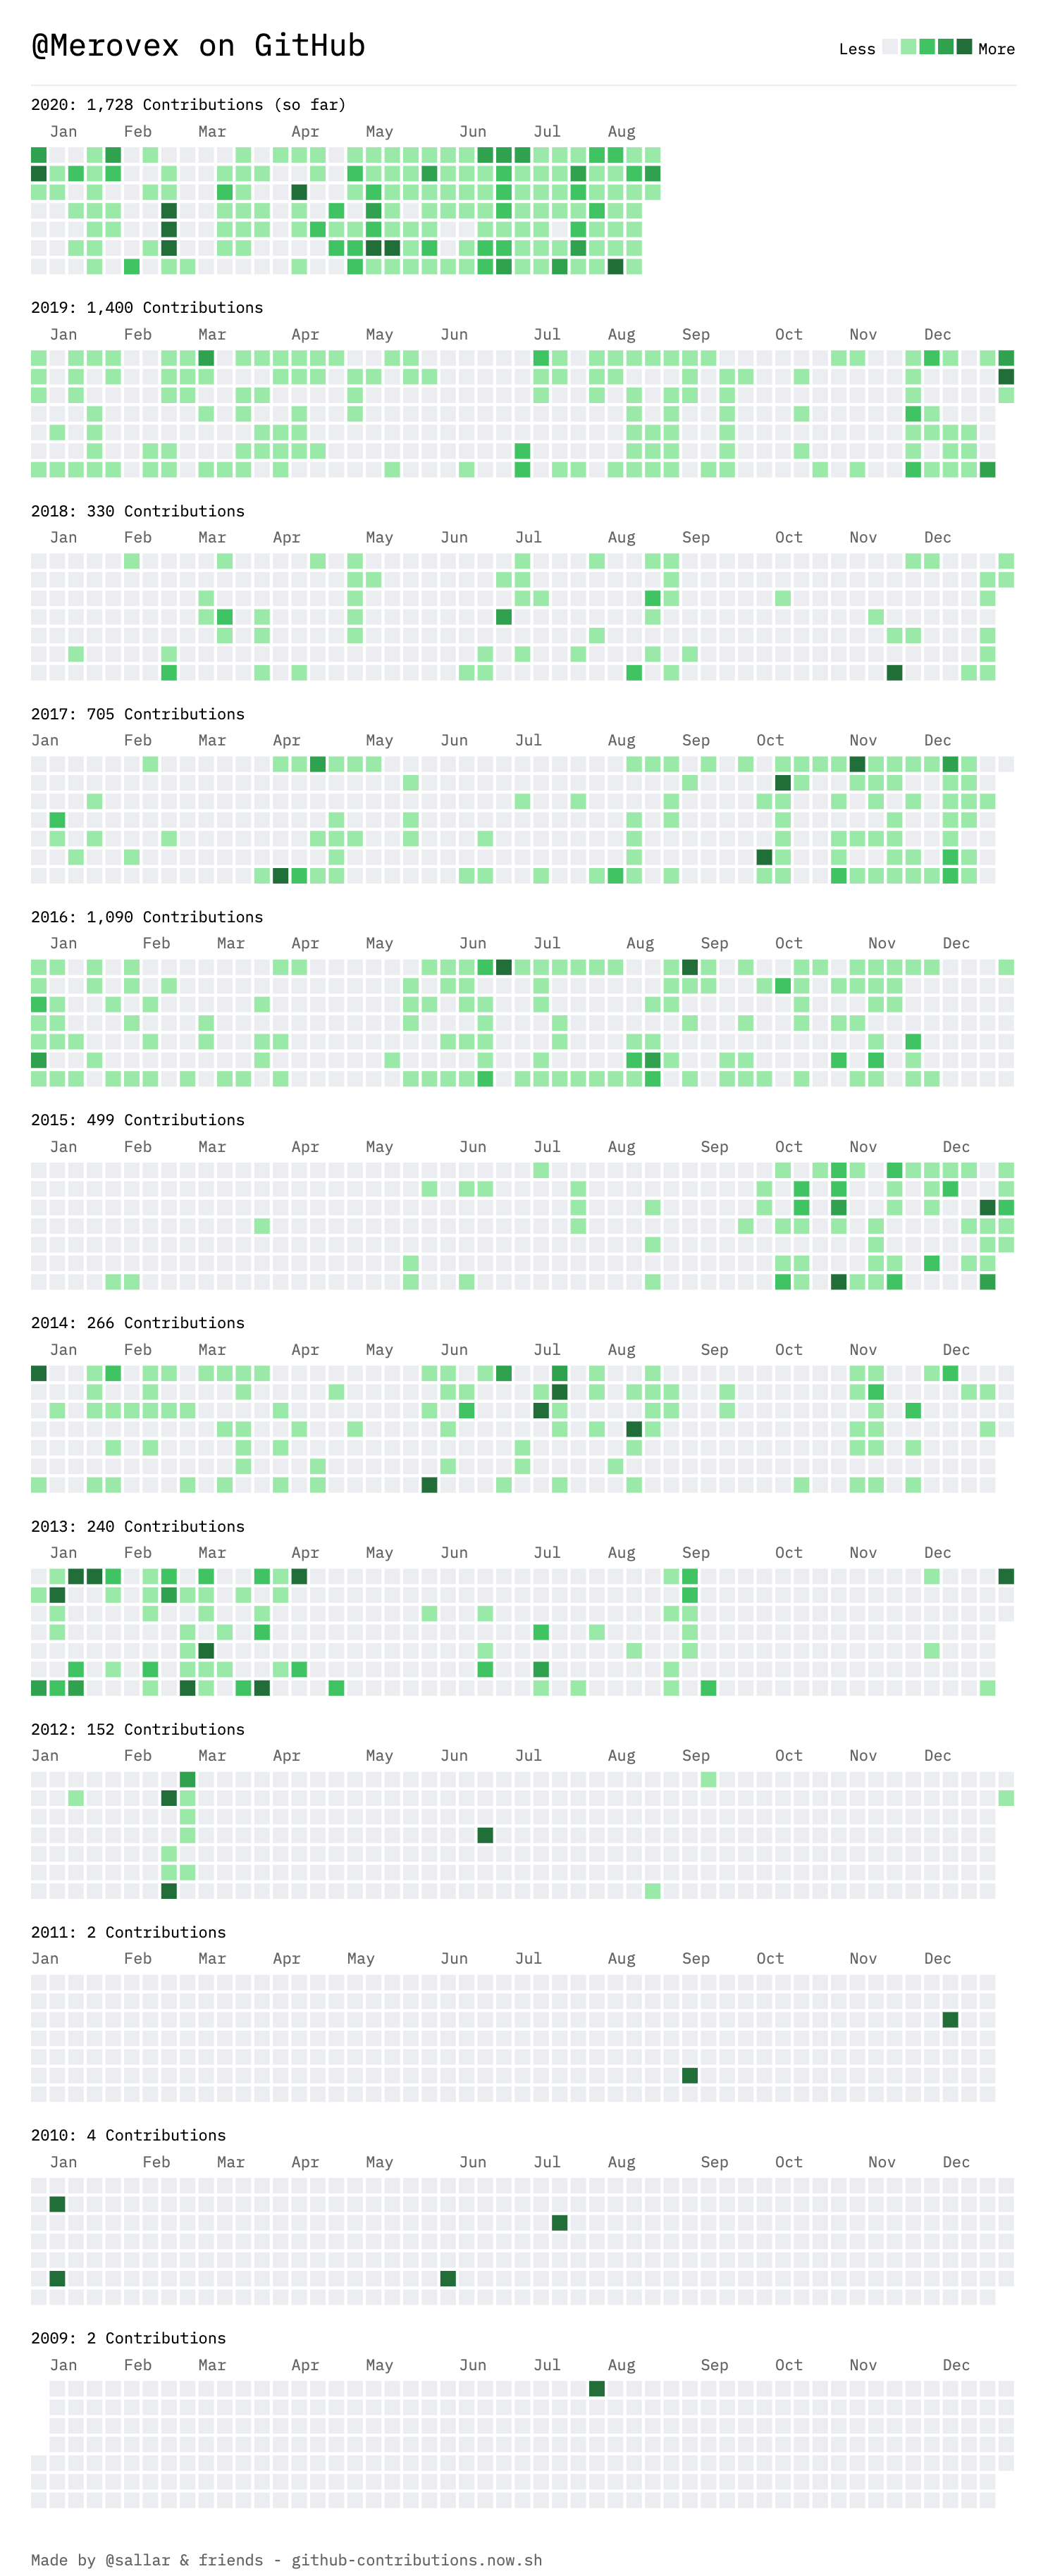 @Merovex on GitHub
Less More
2020: 1,728 Contributions (so far)
Jan Feb Mar Apr May Jun Jul Aug
2019: 1,400 Contributions
Jan Feb Mar Apr May Jun Jul Aug Sep Oct Nov Dec
2018: 330 Contributions
Jan Feb Mar Apr Jun Jul Aug Sep Oct Nov Dec
2017: 705 Contributions
Jan Feb Mar Apr May Jun Jul Aug Sep Oct Nov Dec
2016: 1,090 Contributions
Jan Feb Mar Apr May Jun Jul Aug Sep Oct Nov Dec
2015: 499 Contributions
Jan Feb Mar Apr May Jun Jul Aug Sep Oct Nov Dec
2014: 266 Contributions
Jan Feb Mar Apr May Jun Jul Aug Sep Oct Nov Dec
2013: 240 Contributions
Jan Feb Mar Apr May Jun Jul Aug Sep Oct Nov Dec
2012: 152 Contributions
Jan Feb Mar Apr May Jun Jul Aug Sep Oct Nov Dec
2011: 2 Contributions
Jan Feb Mar Apr May Jun Jul Aug Sep Oct Nov Dec
2010: 4 Contributions
Jan Feb Mar Apr May Jun Jul Aug Sep Oct Nov Dec
2009: 2 Contributions
Jan Feb Mar Apr May Jun Jul Aug Sep Oct Nov Dec
Made by @sallar & friends - github-contributions.now.sh